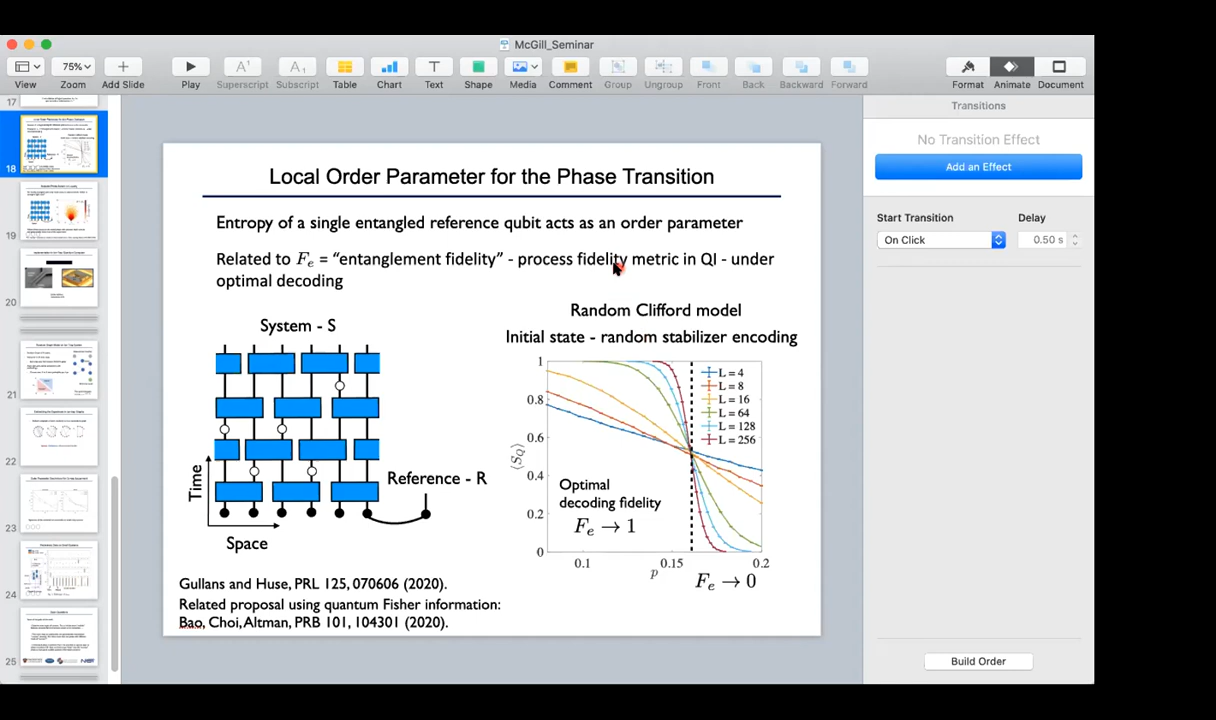 McGill_Seminar
75%
View
Zoom
Add Slide
Play
Superscript
Subscript
Table
Chart
Text
Shape
Media
Comment
Group
Ungroup
Front
Back
Backward
Forward
Format
Animate
Document
Transitions
No Transition Effect
Add an Effect
Start Transition
Delay
On Click
0.50 s
Build Order
17
18
19
20
21
22
23
24
25
Local Order Parameter for the Phase Transition
Entropy of a single entangled reference qubit acts as an order parameter
Related to Fₑ = “entanglement fidelity” - process fidelity metric in QI - under
optimal decoding
System - S
Time
Space
Reference - R
Random Clifford model
Initial state - random stabilizer encoding
1
0.8
0.6
0.4
0.2
0
⟨S_Q⟩
L = 4
L = 8
L = 16
L = 64
L = 128
L = 256
Optimal
decoding fidelity
Fₑ → 1
0.1
0.15
0.2
p
Fₑ → 0
Gullans and Huse, PRL 125, 070606 (2020).
Related proposal using quantum Fisher information:
Bao, Choi, Altman, PRB 101, 104301 (2020).